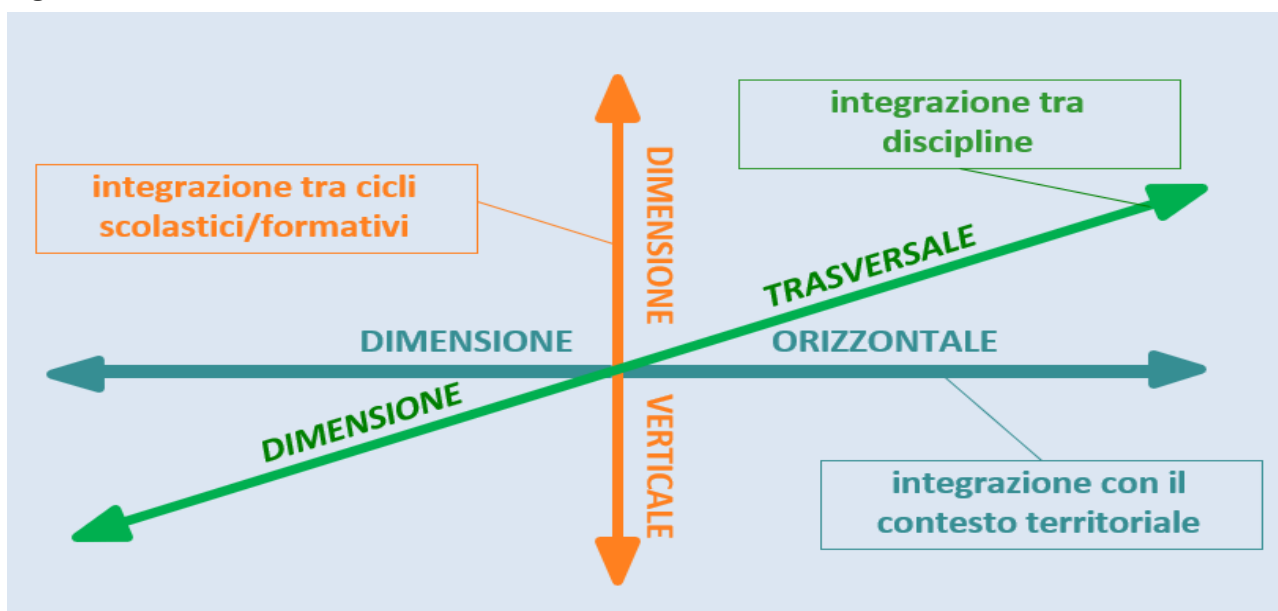 integrazione tra
discipline
integrazione tra cicli
scolastici/formativi
DIMENSIONE
VERTICALE
DIMENSIONE
TRASVERSALE
DIMENSIONE
ORIZZONTALE
integrazione con il
contesto territoriale